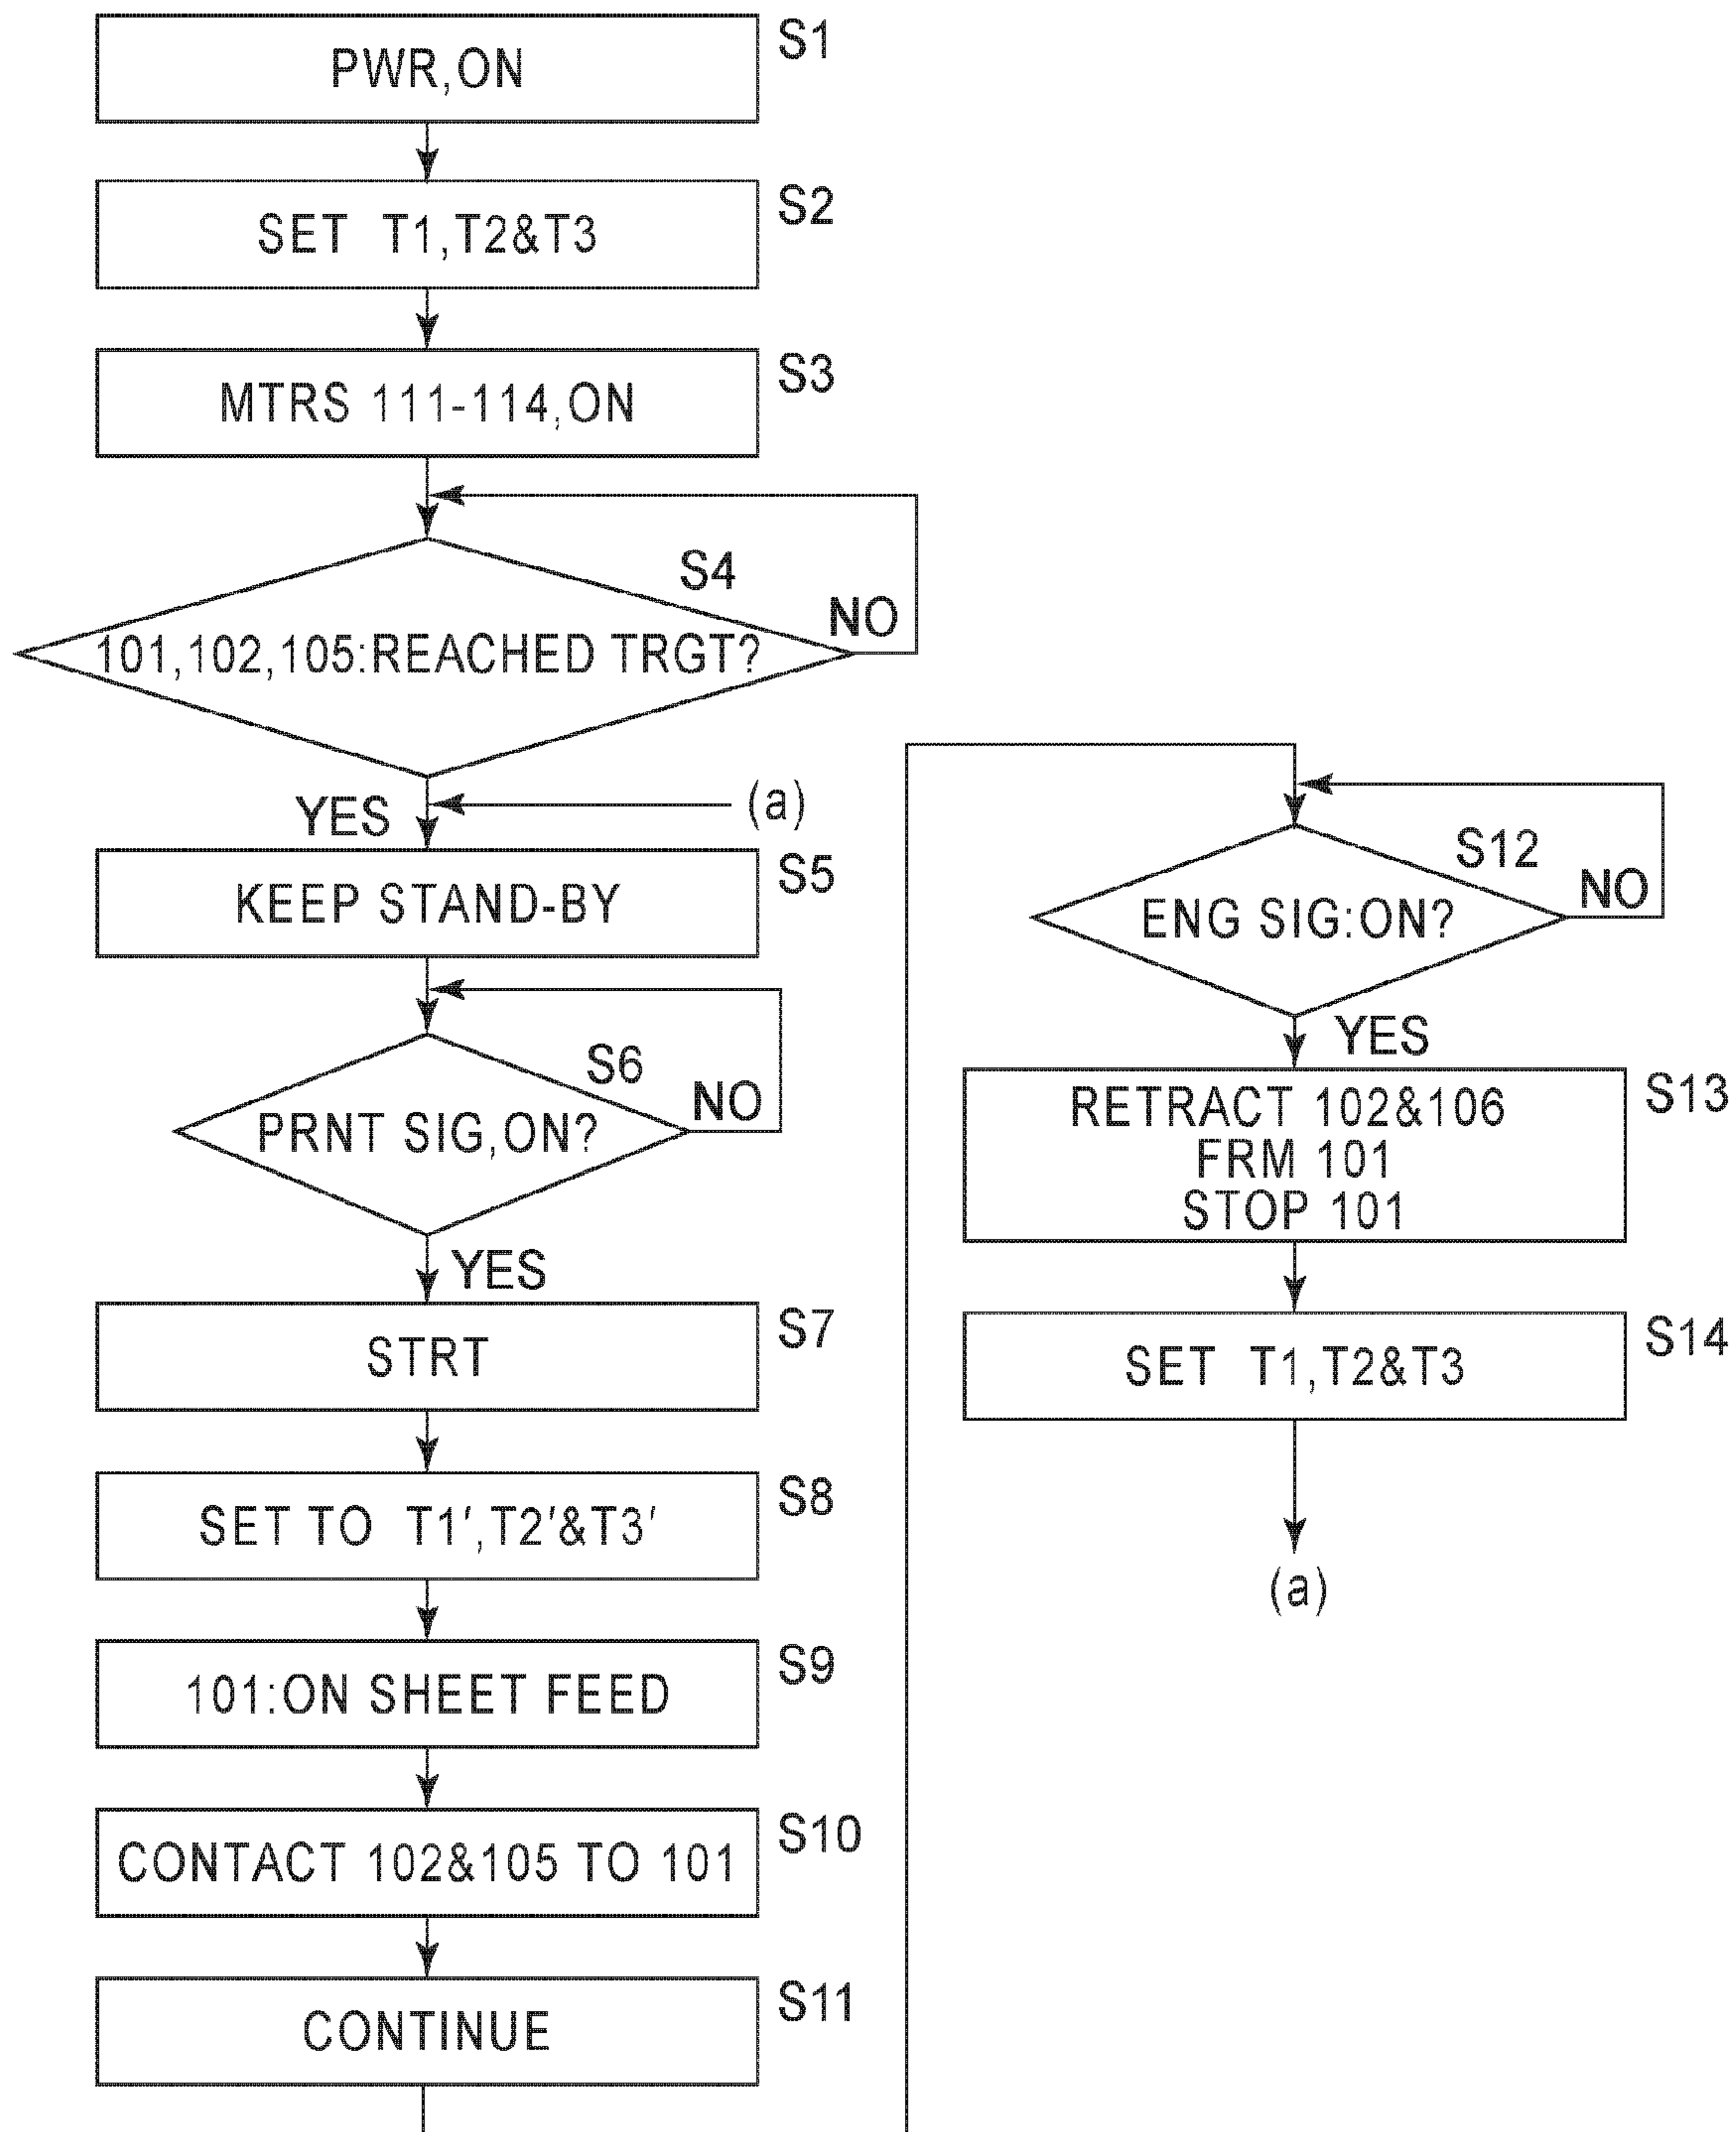 PWR,ON
S1
SET T1,T2&T3
S2
MTRS 111-114,ON
S3
S4
101,102,105:REACHED TRGT?
NO
YES
(a)
KEEP STAND-BY
S5
S6
PRNT SIG,ON?
NO
YES
STRT
S7
SET TO T1′,T2′&T3′
S8
101:ON SHEET FEED
S9
CONTACT 102&105 TO 101
S10
CONTINUE
S11
S12
ENG SIG:ON?
NO
YES
RETRACT 102&106
FRM 101
STOP 101
S13
SET T1,T2&T3
S14
(a)